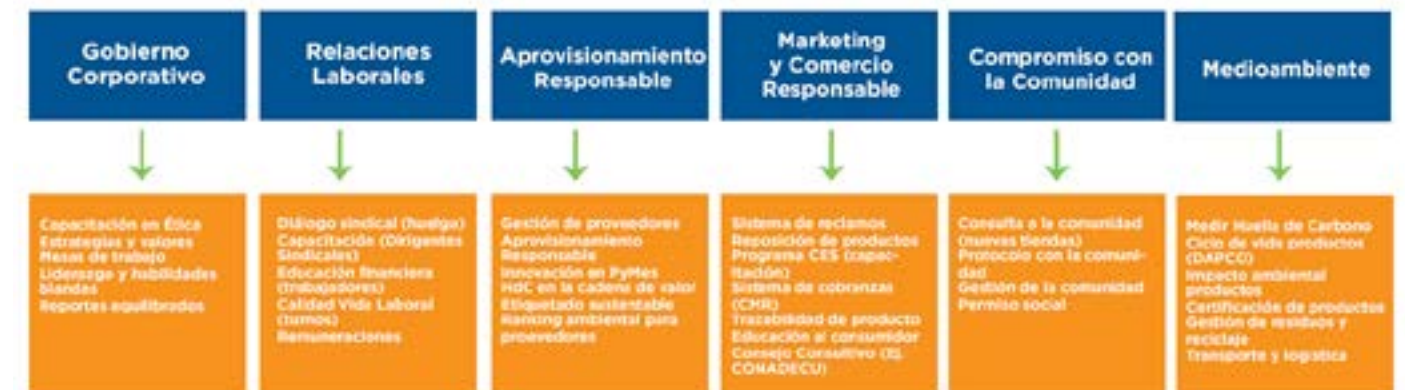 Gobierno
Corporativo
Relaciones
Laborales
Aprovisionamiento
Responsable
Marketing
y Comercio
Responsable
Compromiso con
la Comunidad
Medioambiente
Capacitación en Ética
Estrategias y valores
Mesas de trabajo
Liderazgo y habilidades
blandas
Reportes equilibrados
Diálogo sindical (huelga)
Capacitación (Dirigentes
Sindicales)
Educación financiera
(trabajadores)
Calidad Vida Laboral
(turnos)
Remuneraciones
Gestión de proveedores
Aprovisionamiento
Responsable
Innovación en PyMes
HdC en la cadena de valor
Etiquetado sustentable
Ranking ambiental para
proevedores
Sistema de reclamos
Reposición de productos
Programa CES (capac-
itación)
Sistema de cobranzas
(CMR)
Trazabilidad de producto
Educación al consumidor
Consejo Consultivo
CONADECU)
Consulta a la comunidad
(nuevas tiendas)
Protocolo con la comuni-
dad
Gestión de la comunidad
Permiso social
Medir Huella de Carbono
Ciclo de vida productos
(DAPCO)
Impacto ambiental
productos
Certificación de productos
Gestión de residuos y
reciclaje
Transporte y logística